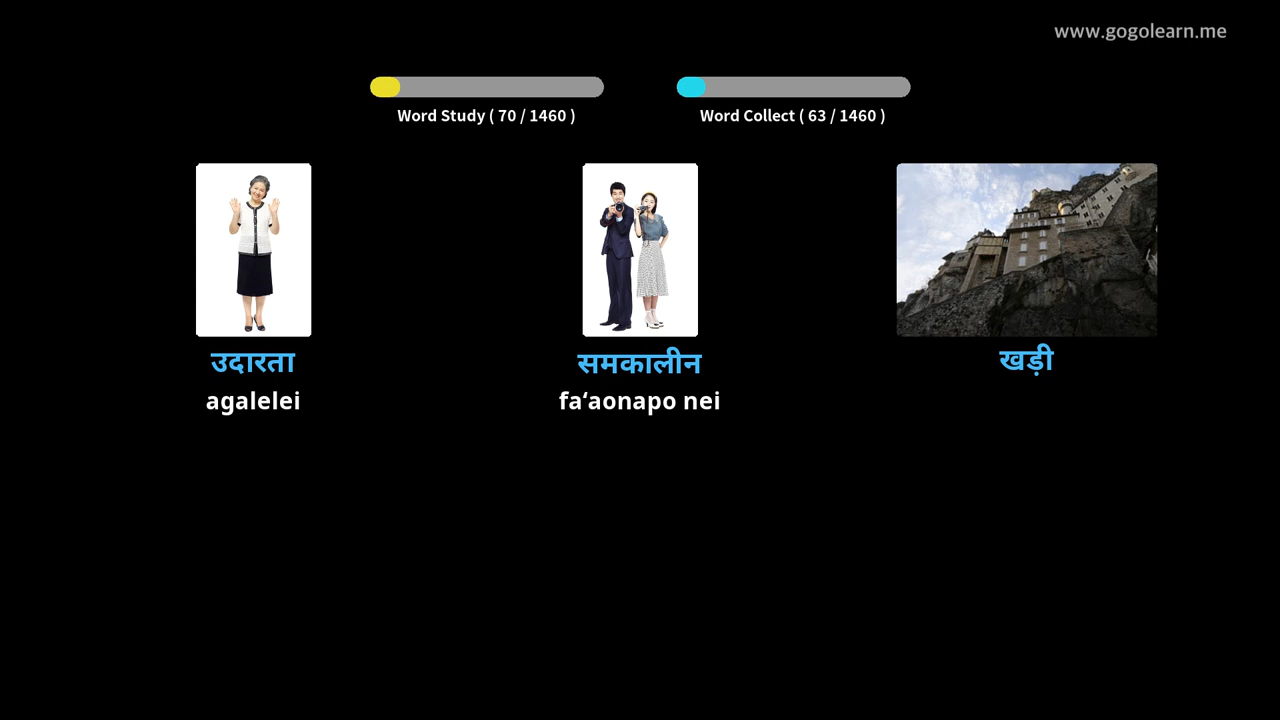 www.gogolearn.me
Word Study ( 70 / 1460 )
Word Collect ( 63 / 1460 )
उदारता
agalelei
समकालीन
fa‘aonapo nei
खड़ी